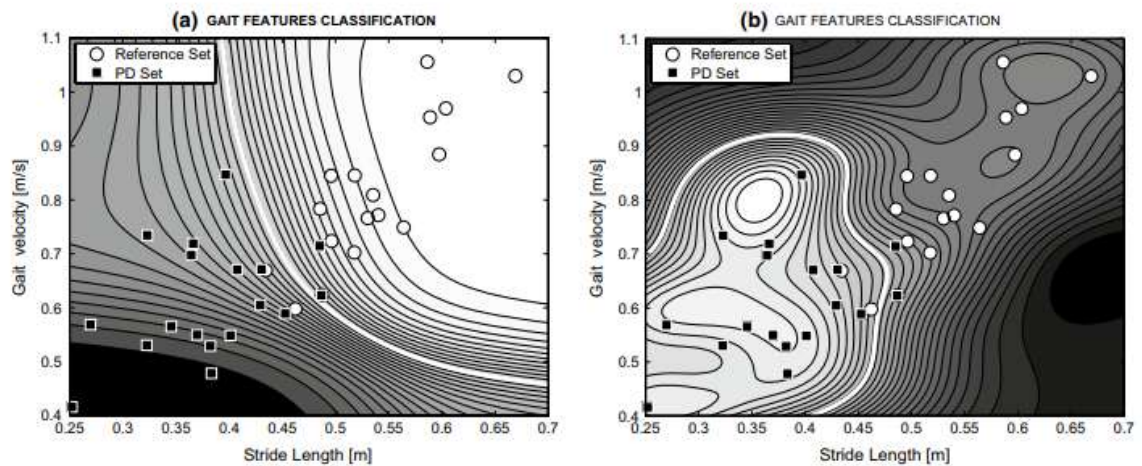 (a) GAIT FEATURES CLASSIFICATION
Reference Set
PD Set
1.1
1
0.9
0.8
0.7
0.6
0.5
0.4
Gait velocity [m/s]
0.25 0.3 0.35 0.4 0.45 0.5 0.55 0.6 0.65 0.7
Stride Length [m]
(b) GAIT FEATURES CLASSIFICATION
Reference Set
PD Set
1.1
1
0.9
0.8
0.7
0.6
0.5
0.4
Gait velocity [m/s]
0.25 0.3 0.35 0.4 0.45 0.5 0.55 0.6 0.65 0.7
Stride Length [m]